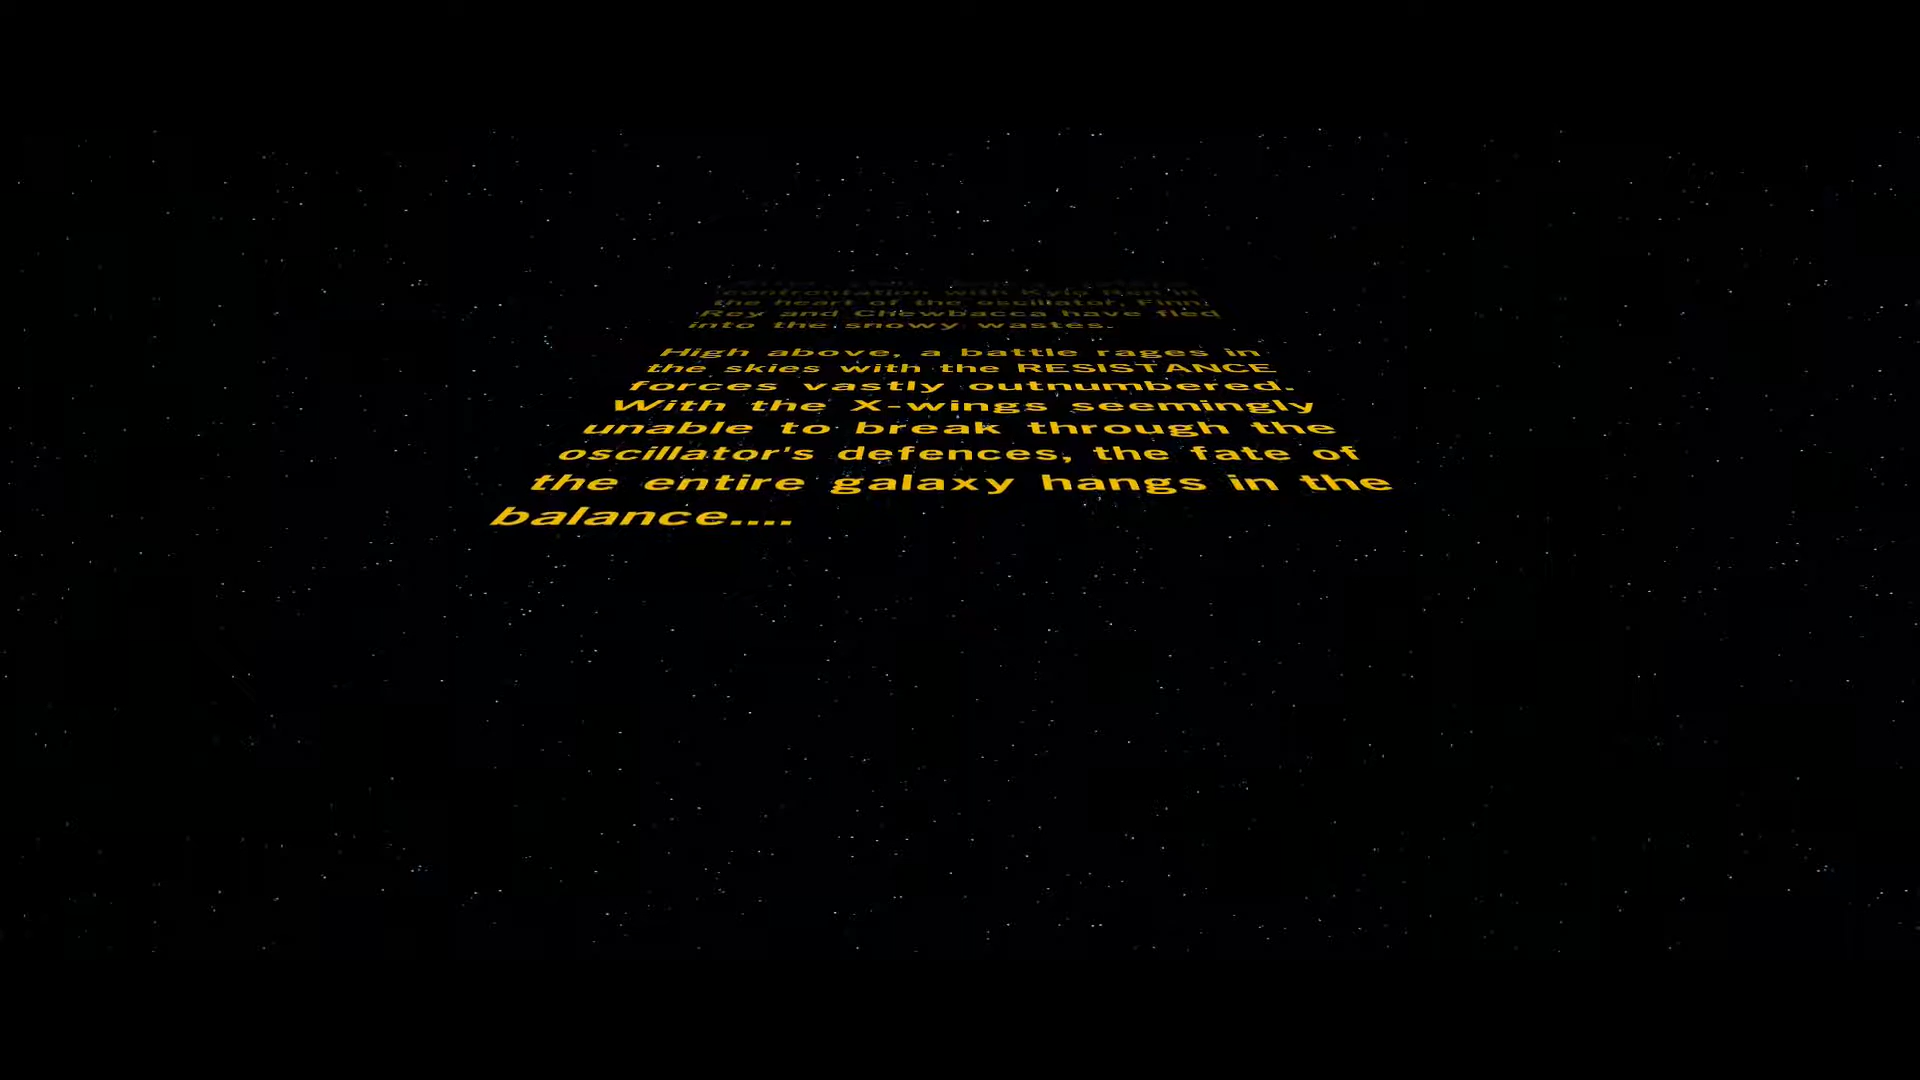 confrontation with Kylo Ren in
the heart of the oscillator, Finn,
Rey and Chewbacca have fled
into the snowy wastes.
High above, a battle rages in
the skies with the RESISTANCE
forces vastly outnumbered.
With the X-wings seemingly
unable to break through the
oscillator's defences, the fate of
the entire galaxy hangs in the
balance....